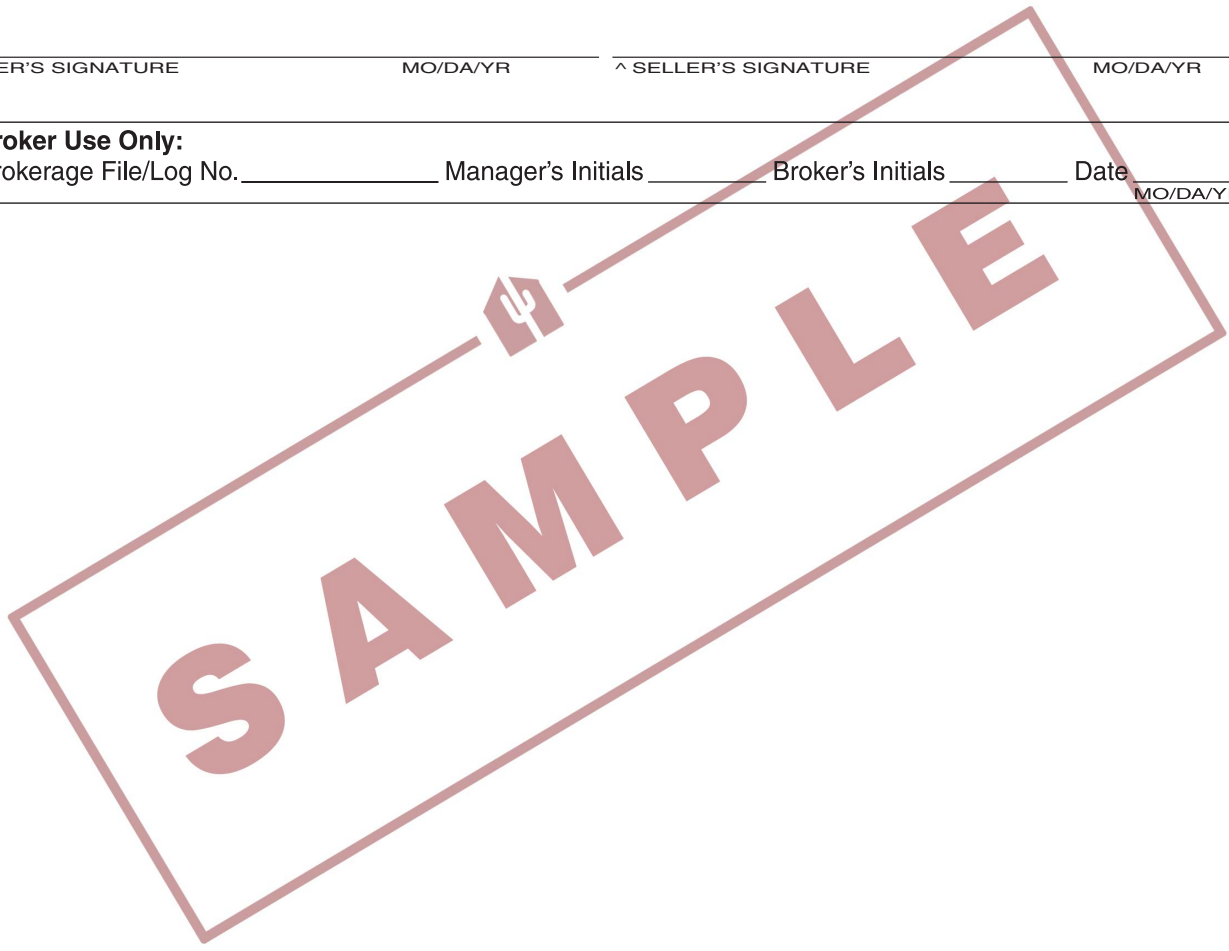 ER'S SIGNATURE MO/DA/YR ^ SELLER'S SIGNATURE MO/DA/YR
roker Use Only:
rokerage File/Log No. Manager's Initials Broker's Initials Date
MO/DA/Y
SAMPLE